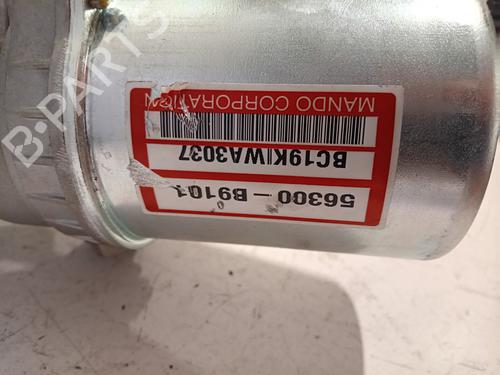 56300-B9101
BC19KIWA3037
MANDO CORPORATION
B-PARTS